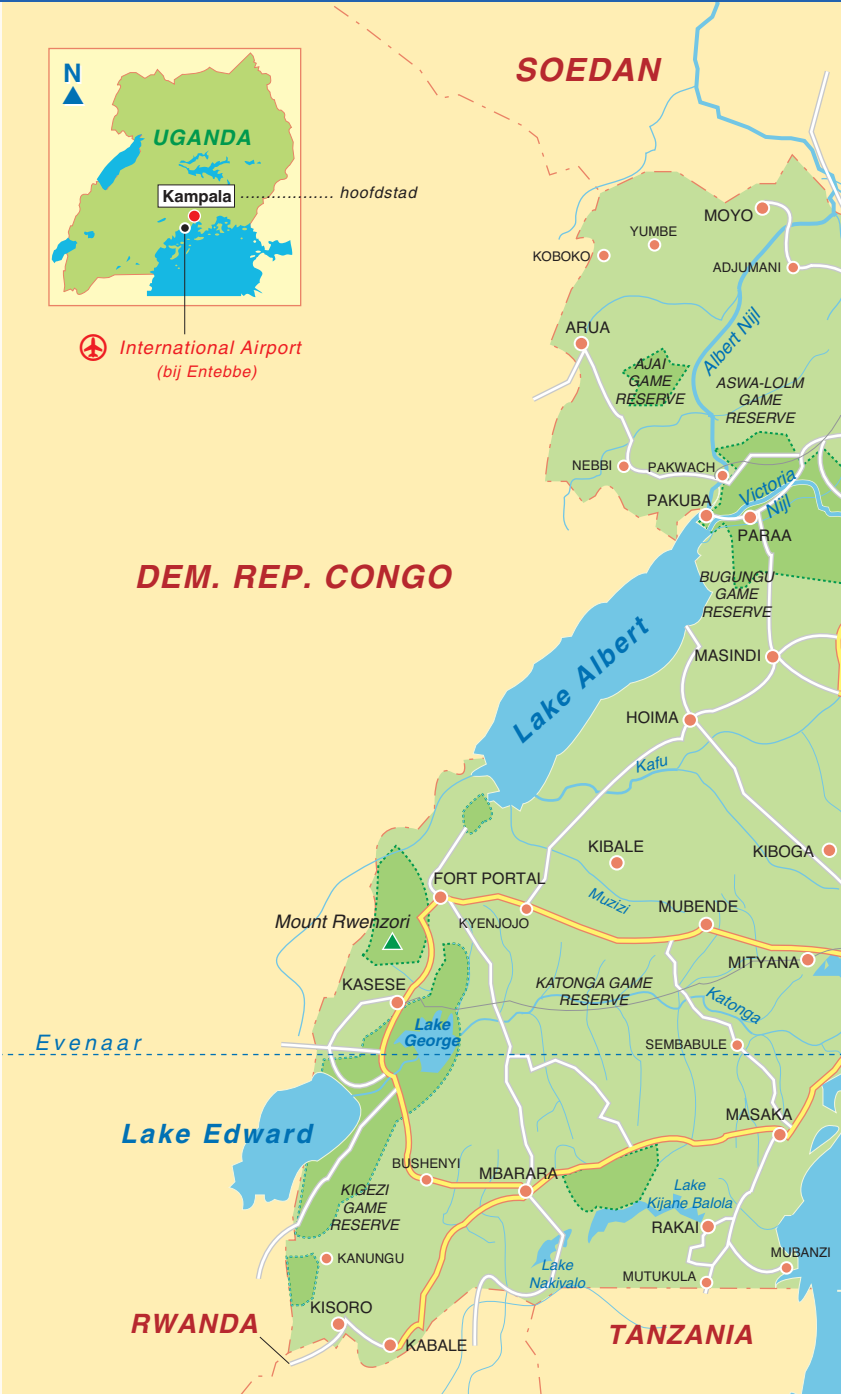 N
UGANDA
Kampala
hoofdstad
International Airport
(bij Entebbe)
SOEDAN
MOYO
YUMBE
KOBOKO
ADJUMANI
ARUA
Albert Nijl
AJAI
GAME
RESERVE
ASWA-LOLM
GAME
RESERVE
NEBBI
PAKWACH
Victoria
Nijl
PAKUBA
PARAA
DEM. REP. CONGO
BUGUNGU
GAME
RESERVE
Lake Albert
MASINDI
HOIMA
Kafu
KIBALE
KIBOGA
FORT PORTAL
Muzizi
MUBENDE
Mount Rwenzori
KYENJOJO
MITYANA
KASESE
KATONGA GAME
RESERVE
Katonga
Lake
George
Evenaar
SEMBABULE
MASAKA
Lake Edward
BUSHENYI
MBARARA
KIGEZI
GAME
RESERVE
Lake
Kijane Balola
RAKAI
KANUNGU
MUBANZI
Lake
Nakivalo
MUTUKULA
KISORO
RWANDA
KABALE
TANZANIA